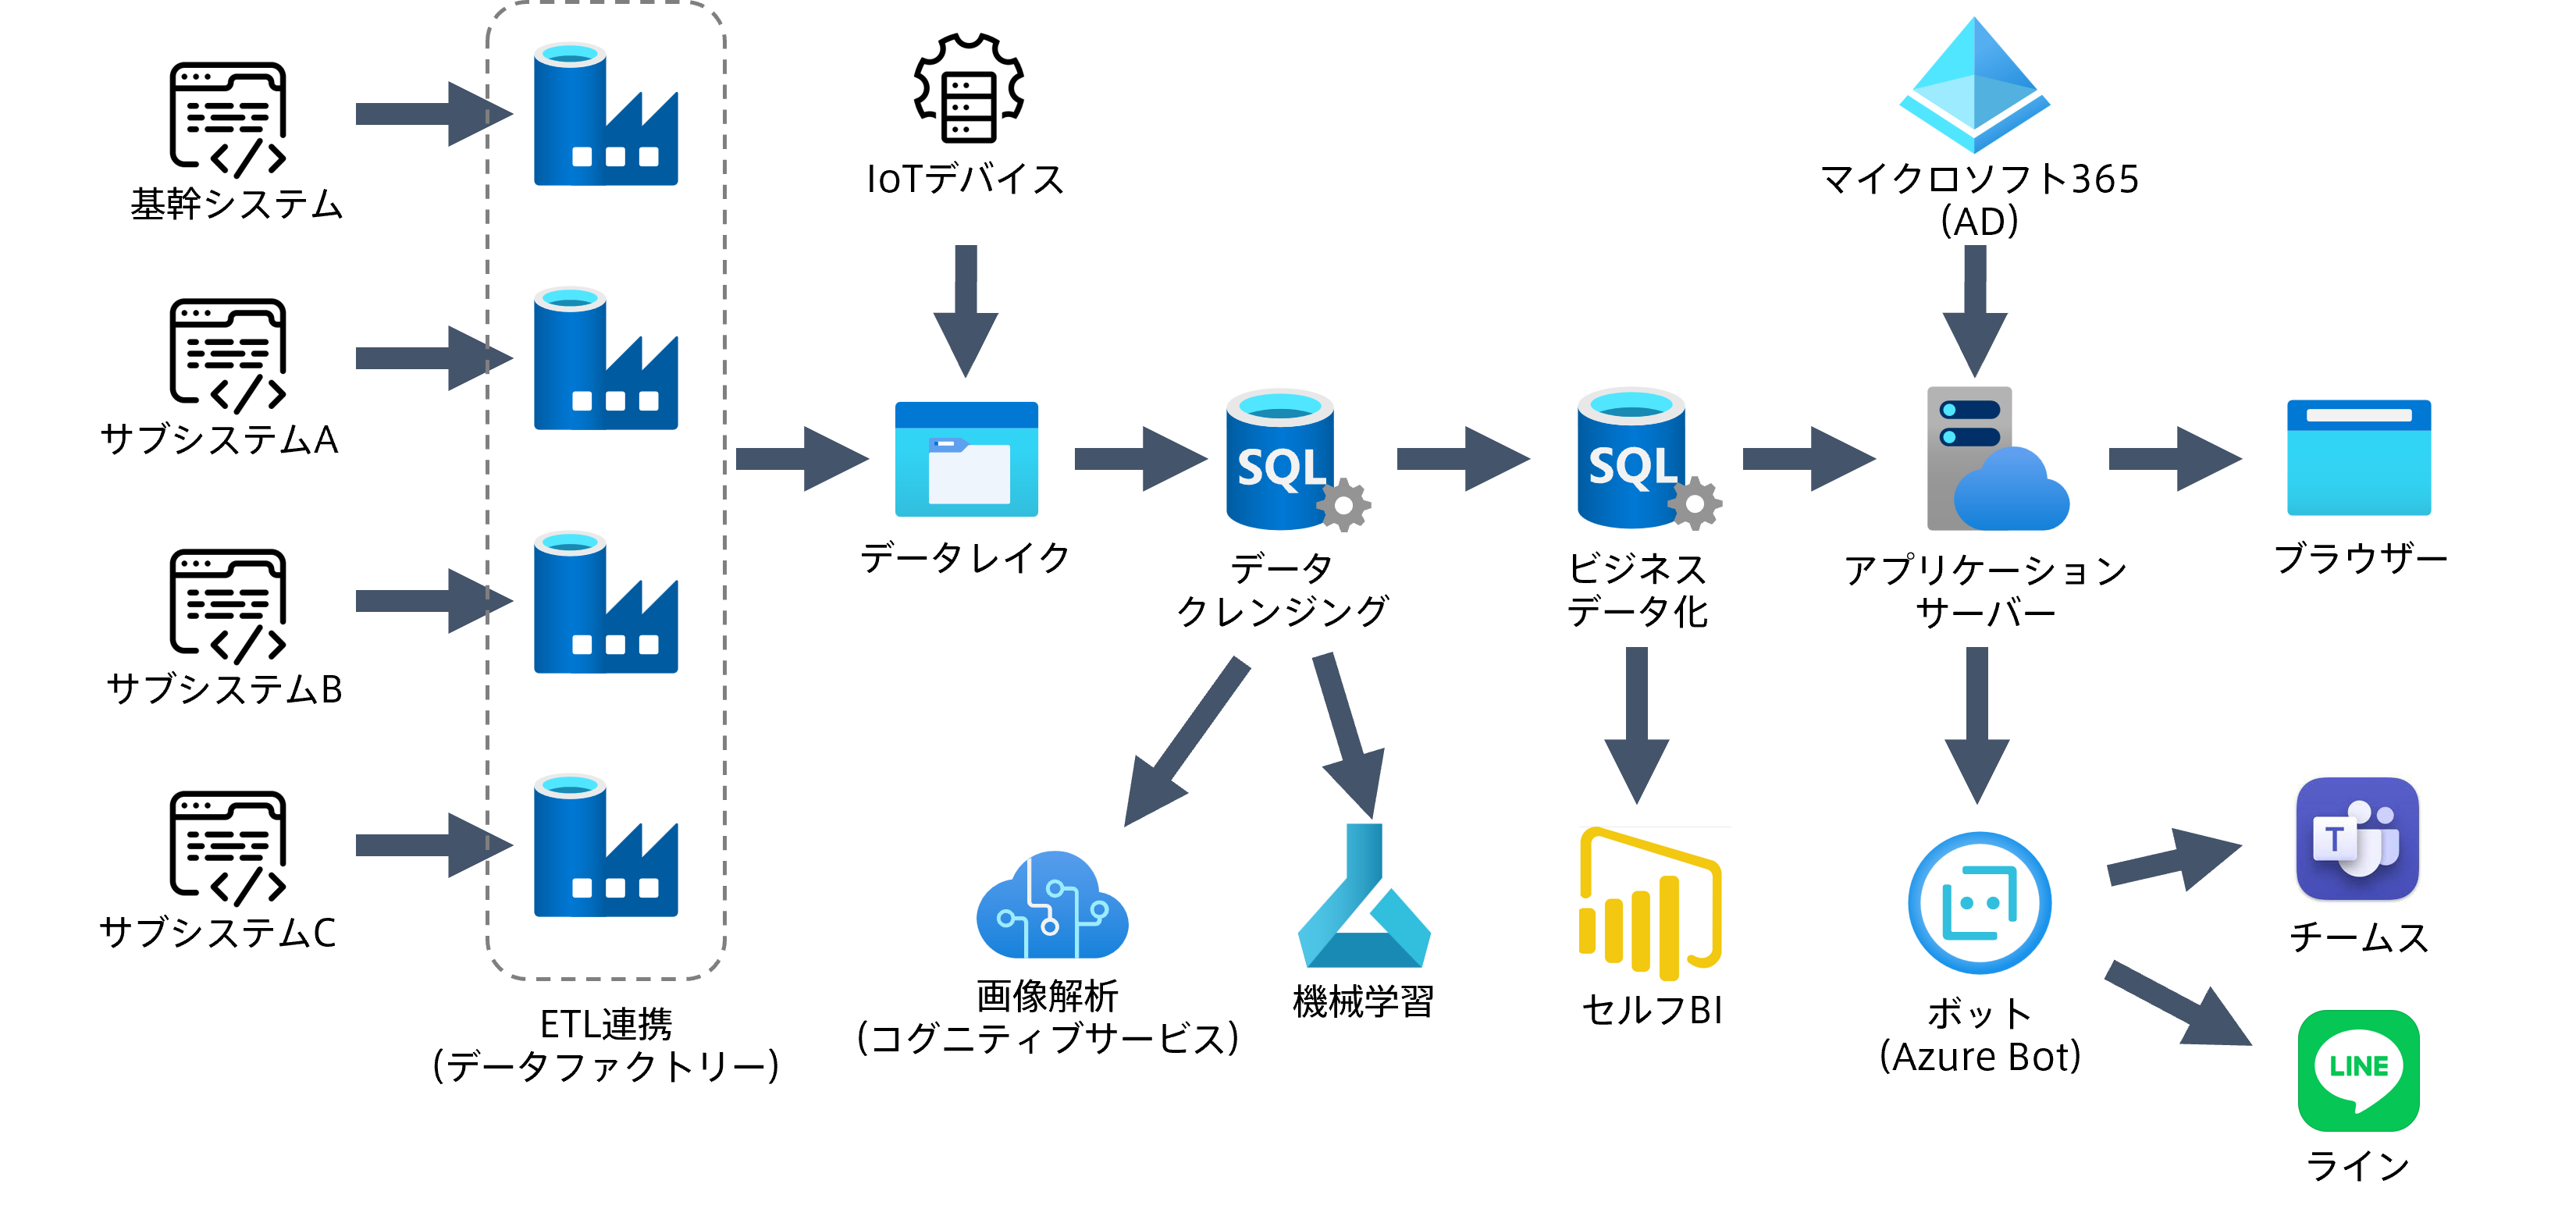 基幹システム
サブシステムA
サブシステムB
サブシステムC
ETL連携
(データファクトリー)
IoTデバイス
データレイク
SQL
データ
クレンジング
画像解析
(コグニティブサービス)
機械学習
SQL
ビジネス
データ化
セルフBI
マイクロソフト365
(AD)
アプリケーション
サーバー
ボット
(Azure Bot)
ブラウザー
T
チームス
LINE
ライン